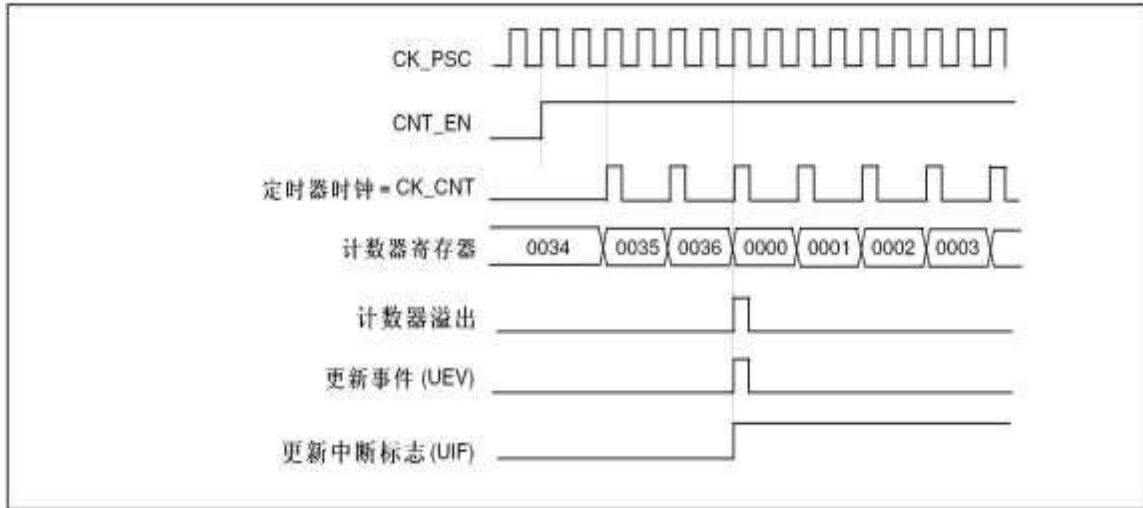 CK_PSC
CNT_EN
定时器时钟 = CK_CNT
计数器寄存器 0034 0035 0036 0000 0001 0002 0003
计数器溢出
更新事件 (UEV)
更新中断标志 (UIF)